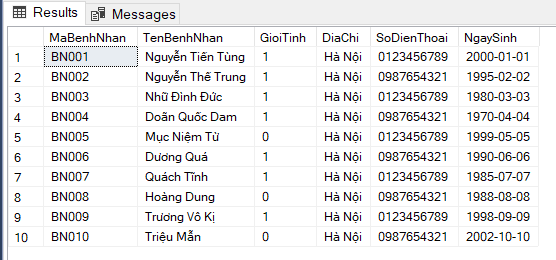 Results Messages
MaBenhNhan TenBenhNhan GioiTinh DiaChi SoDienThoai NgaySinh
1 BN001 Nguyễn Tiến Tùng 1 Hà Nội 0123456789 2000-01-01
2 BN002 Nguyễn Thế Trung 1 Hà Nội 0987654321 1995-02-02
3 BN003 Nhữ Đình Đức 1 Hà Nội 0123456789 1980-03-03
4 BN004 Doãn Quốc Dam 1 Hà Nội 0987654321 1970-04-04
5 BN005 Mục Niệm Từ 0 Hà Nội 0123456789 1999-05-05
6 BN006 Dương Quá 1 Hà Nội 0987654321 1990-06-06
7 BN007 Quách Tĩnh 1 Hà Nội 0123456789 1985-07-07
8 BN008 Hoàng Dung 0 Hà Nội 0987654321 1988-08-08
9 BN009 Trương Vô Kị 1 Hà Nội 0123456789 1998-09-09
10 BN010 Triệu Mẫn 0 Hà Nội 0987654321 2002-10-10